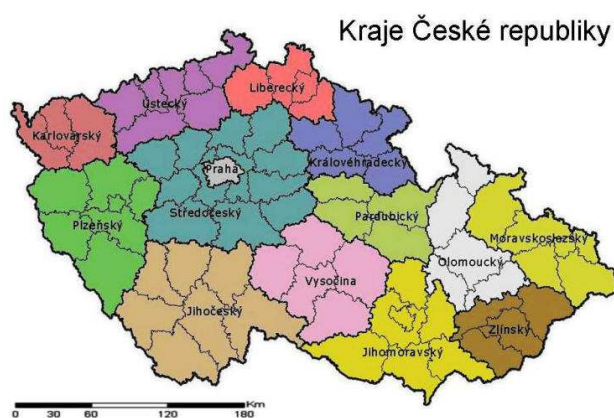 Kraje České republiky
Liberecký
Ústecký
Karlovarský
Královéhradecký
Praha
Středočeský
Pardubický
Plzeňský
Moravskoslezský
Olomoucký
Vysočina
Jihočeský
Zlínský
Jihomoravský
Km
0 30 60 120 180